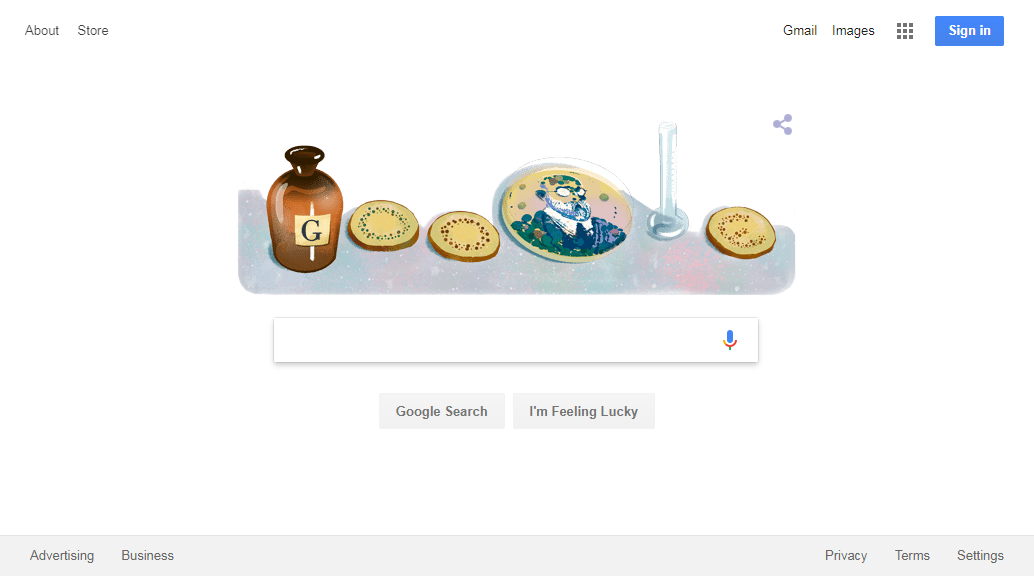 About Store
Gmail Images Sign in
G
Google Search I'm Feeling Lucky
Advertising Business
Privacy Terms Settings